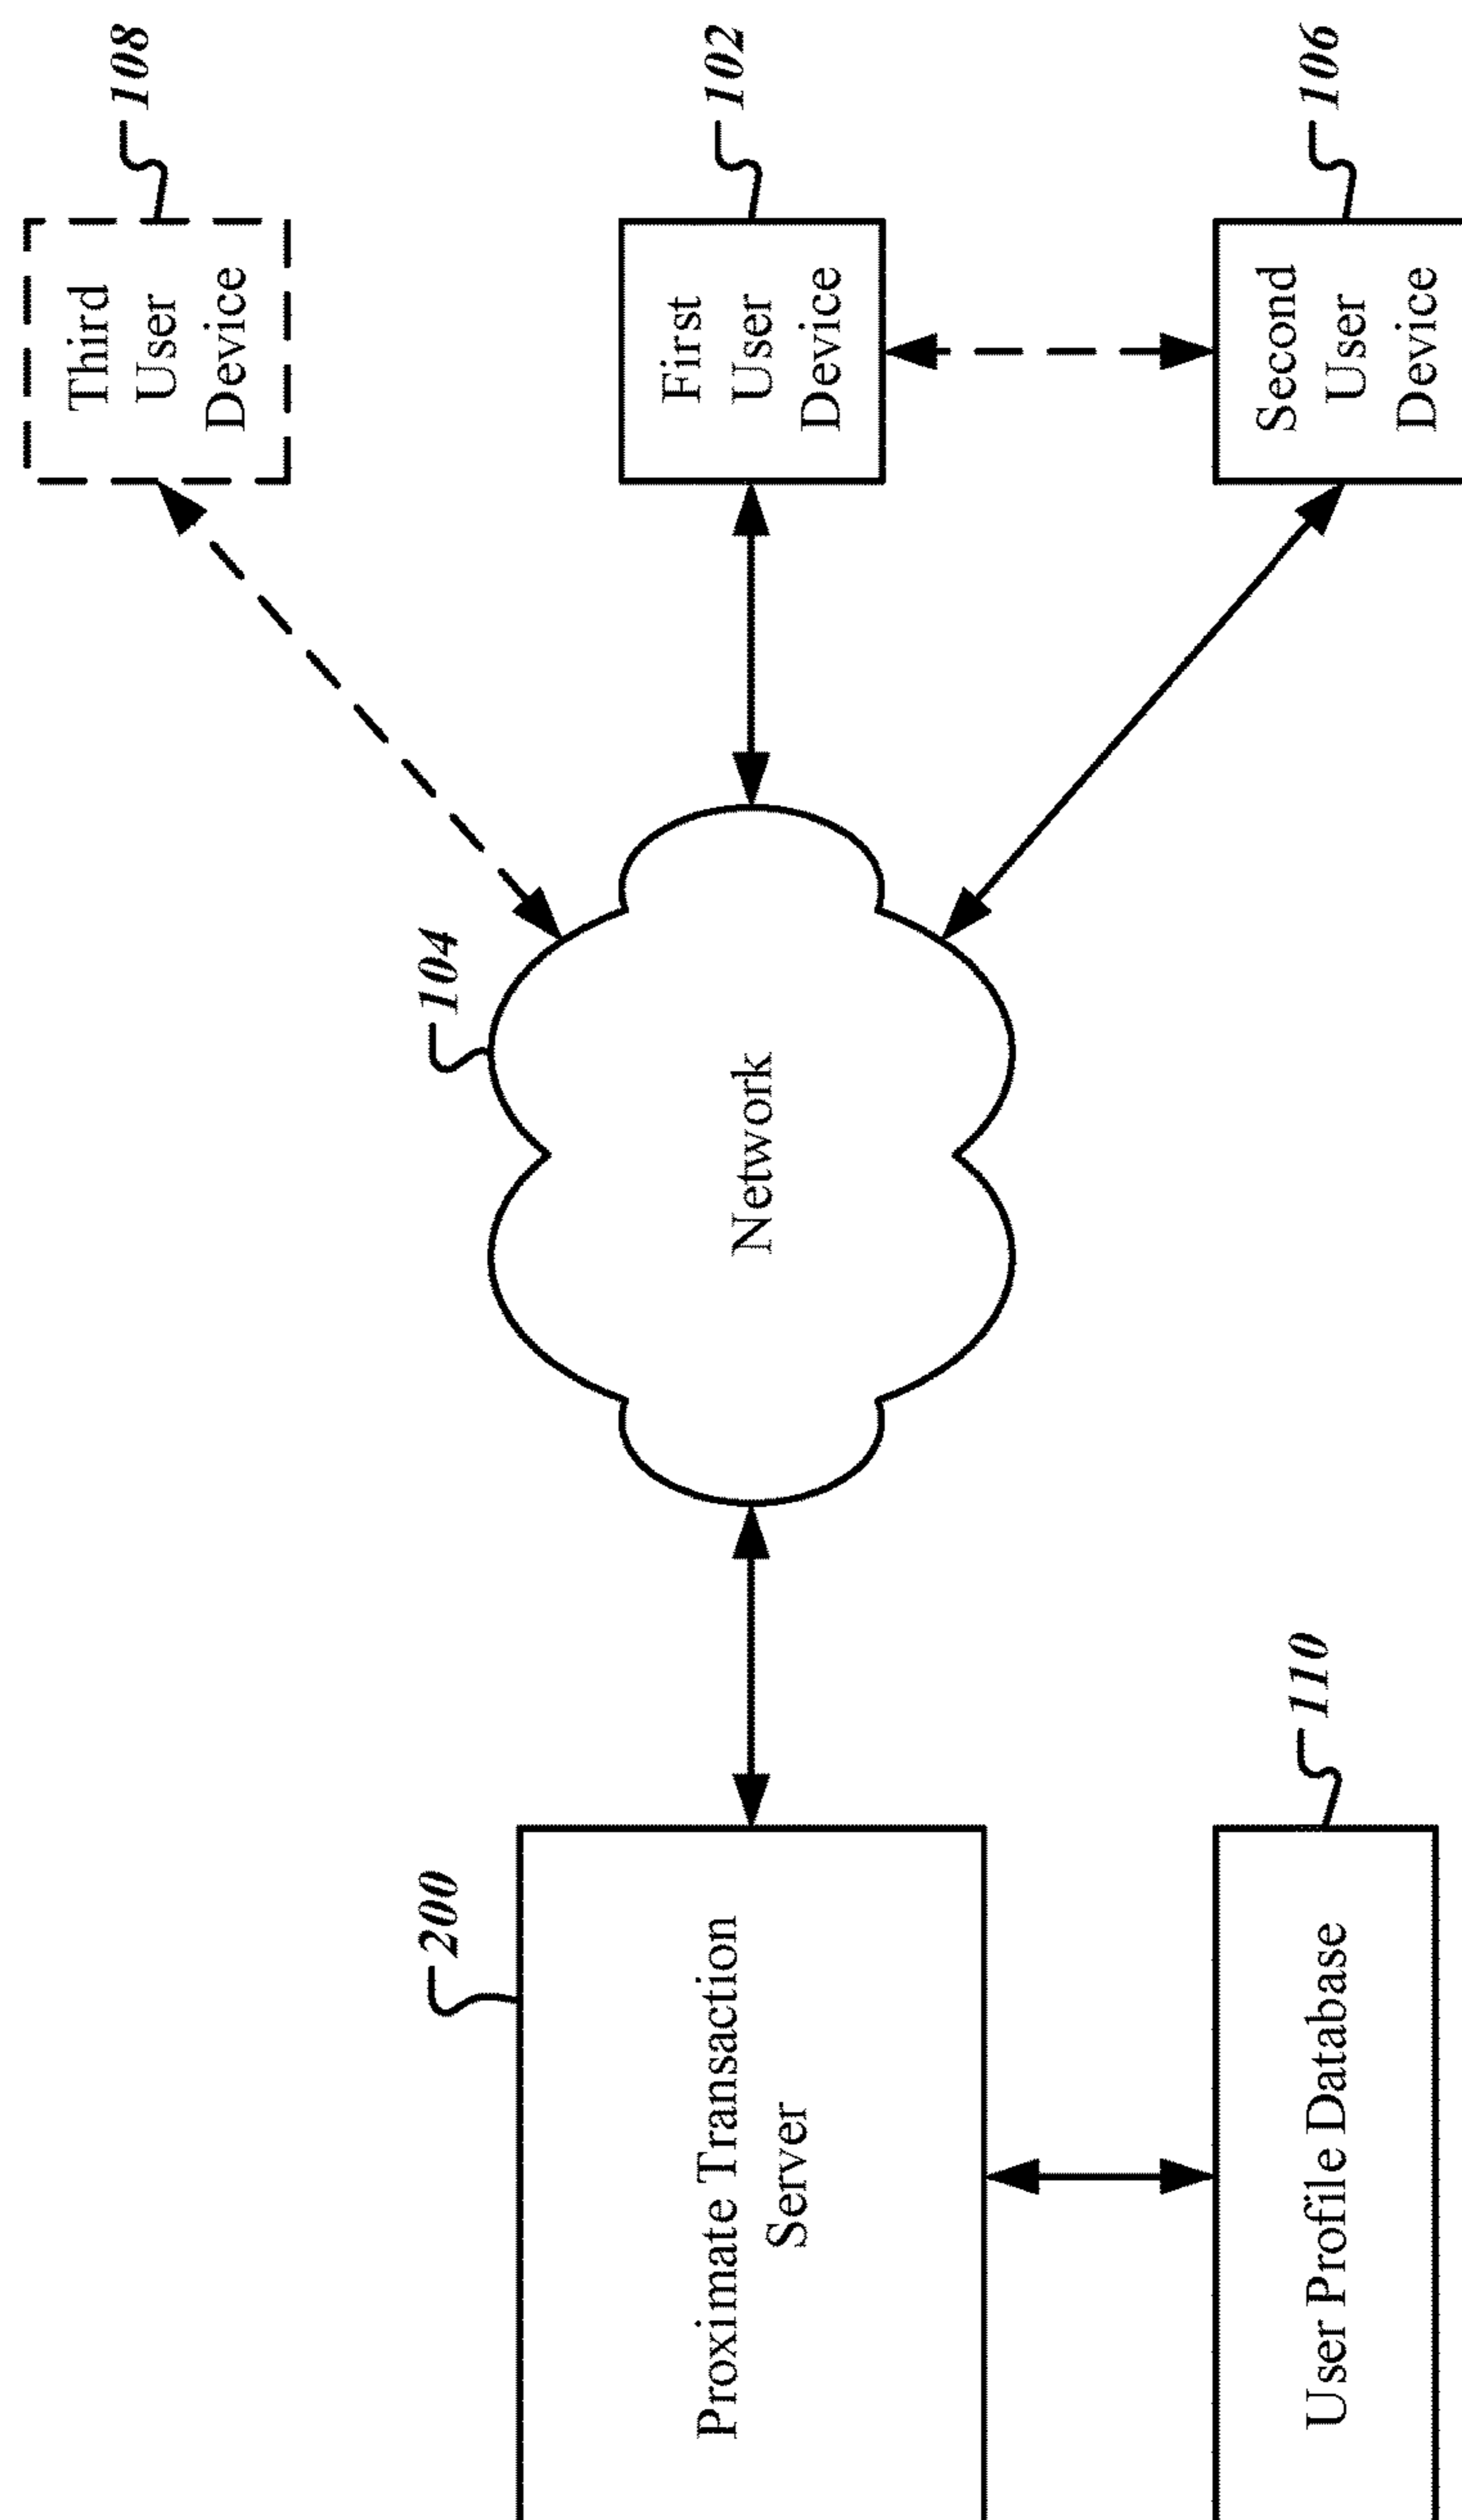 108
Third
User
Device
104
102
First
User
Device
Network
200
Proximate Transaction
Server
106
Second
User
Device
110
User Profile Database